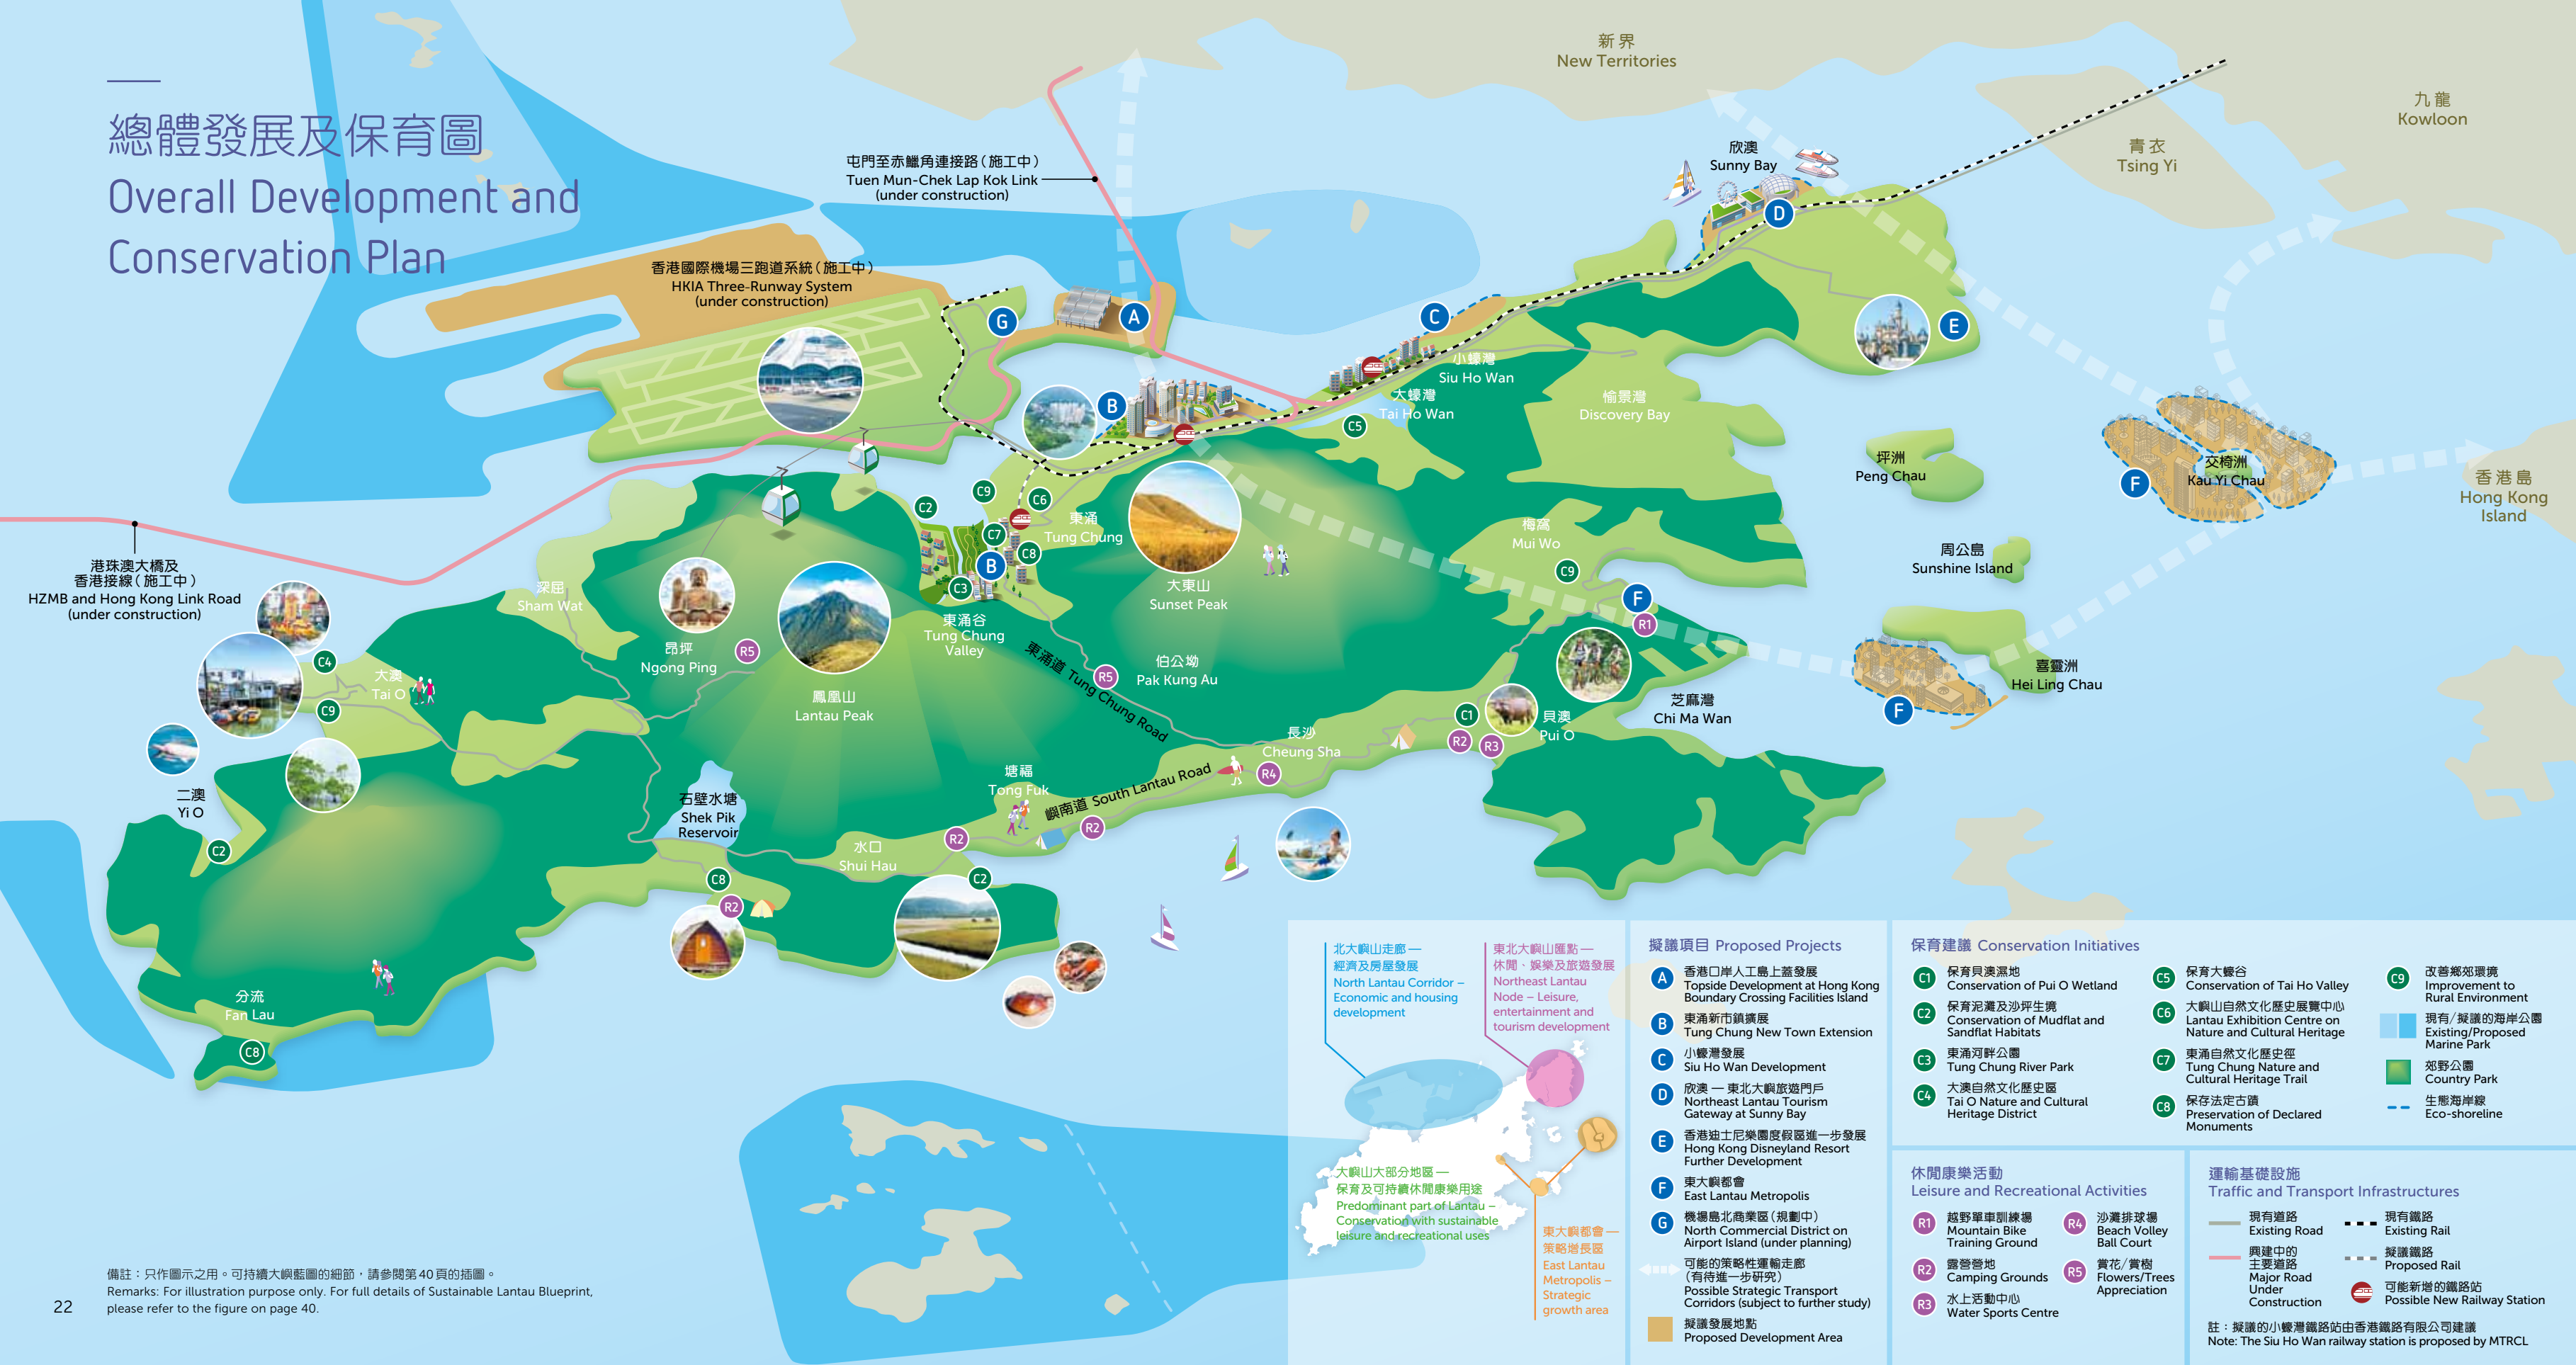 總體發展及保育圖
Overall Development and
Conservation Plan
新界
New Territories
九龍
Kowloon
青衣
Tsing Yi
香港島
Hong Kong
Island
屯門至赤鱲角連接路(施工中)
Tuen Mun-Chek Lap Kok Link
(under construction)
欣澳
Sunny Bay
D
香港國際機場三跑道系統(施工中)
HKIA Three-Runway System
(under construction)
G
A
C
E
小蠔灣
Siu Ho Wan
大蠔灣
Tai Ho Wan
愉景灣
Discovery Bay
B
C5
坪洲
Peng Chau
交椅洲
Kau Yi Chau
F
C2
C9
C6
東涌
Tung Chung
C7
C8
B
C3
東涌谷
Tung Chung
Valley
大東山
Sunset Peak
梅窩
Mui Wo
C9
周公島
Sunshine Island
F
R1
港珠澳大橋及
香港接線(施工中)
HZMB and Hong Kong Link Road
(under construction)
深屈
Sham Wat
昂坪
Ngong Ping
R5
鳳凰山
Lantau Peak
東涌道 Tung Chung Road
R5
伯公坳
Pak Kung Au
喜靈洲
Hei Ling Chau
F
芝麻灣
Chi Ma Wan
C4
大澳
Tai O
C9
C1
R2
R3
貝澳
Pui O
長沙
Cheung Sha
R4
塘福
Tong Fuk
嶼南道 South Lantau Road
R2
二澳
Yi O
C2
石壁水塘
Shek Pik
Reservoir
水口
Shui Hau
R2
C2
C8
R2
分流
Fan Lau
C8
北大嶼山走廊 —
經濟及房屋發展
North Lantau Corridor –
Economic and housing
development
東北大嶼山匯點 —
休閒、娛樂及旅遊發展
Northeast Lantau
Node – Leisure,
entertainment and
tourism development
大嶼山大部分地區 —
保育及可持續休閒康樂用途
Predominant part of Lantau –
Conservation with sustainable
leisure and recreational uses
東大嶼都會 —
策略增長區
East Lantau
Metropolis –
Strategic
growth area
擬議項目 Proposed Projects
A 香港口岸人工島上蓋發展
Topside Development at Hong Kong
Boundary Crossing Facilities Island
B 東涌新市鎮擴展
Tung Chung New Town Extension
C 小蠔灣發展
Siu Ho Wan Development
D 欣澳 — 東北大嶼旅遊門戶
Northeast Lantau Tourism
Gateway at Sunny Bay
E 香港迪士尼樂園度假區進一步發展
Hong Kong Disneyland Resort
Further Development
F 東大嶼都會
East Lantau Metropolis
G 機場島北商業區(規劃中)
North Commercial District on
Airport Island (under planning)
可能的策略性運輸走廊
(有待進一步研究)
Possible Strategic Transport
Corridors (subject to further study)
擬議發展地點
Proposed Development Area
保育建議 Conservation Initiatives
C1 保育貝澳濕地
Conservation of Pui O Wetland
C2 保育泥灘及沙坪生境
Conservation of Mudflat and
Sandflat Habitats
C3 東涌河畔公園
Tung Chung River Park
C4 大澳自然文化歷史區
Tai O Nature and Cultural
Heritage District
C5 保育大蠔谷
Conservation of Tai Ho Valley
C6 大嶼山自然文化歷史展覽中心
Lantau Exhibition Centre on
Nature and Cultural Heritage
C7 東涌自然文化歷史徑
Tung Chung Nature and
Cultural Heritage Trail
C8 保存法定古蹟
Preservation of Declared
Monuments
C9 改善鄉郊環境
Improvement to
Rural Environment
現有/擬議的海岸公園
Existing/Proposed
Marine Park
郊野公園
Country Park
生態海岸線
Eco-shoreline
休閒康樂活動
Leisure and Recreational Activities
R1 越野單車訓練場
Mountain Bike
Training Ground
R2 露營營地
Camping Grounds
R3 水上活動中心
Water Sports Centre
R4 沙灘排球場
Beach Volley
Ball Court
R5 賞花/賞樹
Flowers/Trees
Appreciation
運輸基礎設施
Traffic and Transport Infrastructures
現有道路
Existing Road
興建中的
主要道路
Major Road
Under
Construction
現有鐵路
Existing Rail
擬議鐵路
Proposed Rail
可能新增的鐵路站
Possible New Railway Station
註:擬議的小蠔灣鐵路站由香港鐵路有限公司建議
Note: The Siu Ho Wan railway station is proposed by MTRCL
備註:只作圖示之用。可持續大嶼藍圖的細節,請參閱第40頁的插圖。
Remarks: For illustration purpose only. For full details of Sustainable Lantau Blueprint,
please refer to the figure on page 40.
22